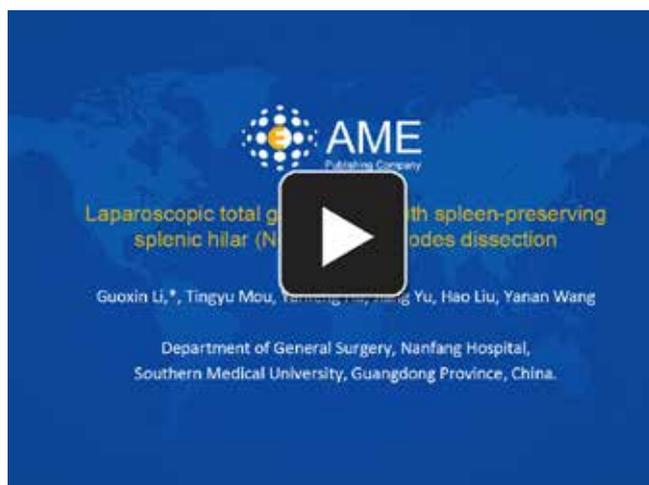 AME
Publishing Company
Laparoscopic total g th spleen-preserving
splenic hilar (N odes dissection
Guoxin Li,*, Tingyu Mou, Yu, Hao Liu, Yanan Wang
Department of General Surgery, Nanfang Hospital,
Southern Medical University, Guangdong Province, China.